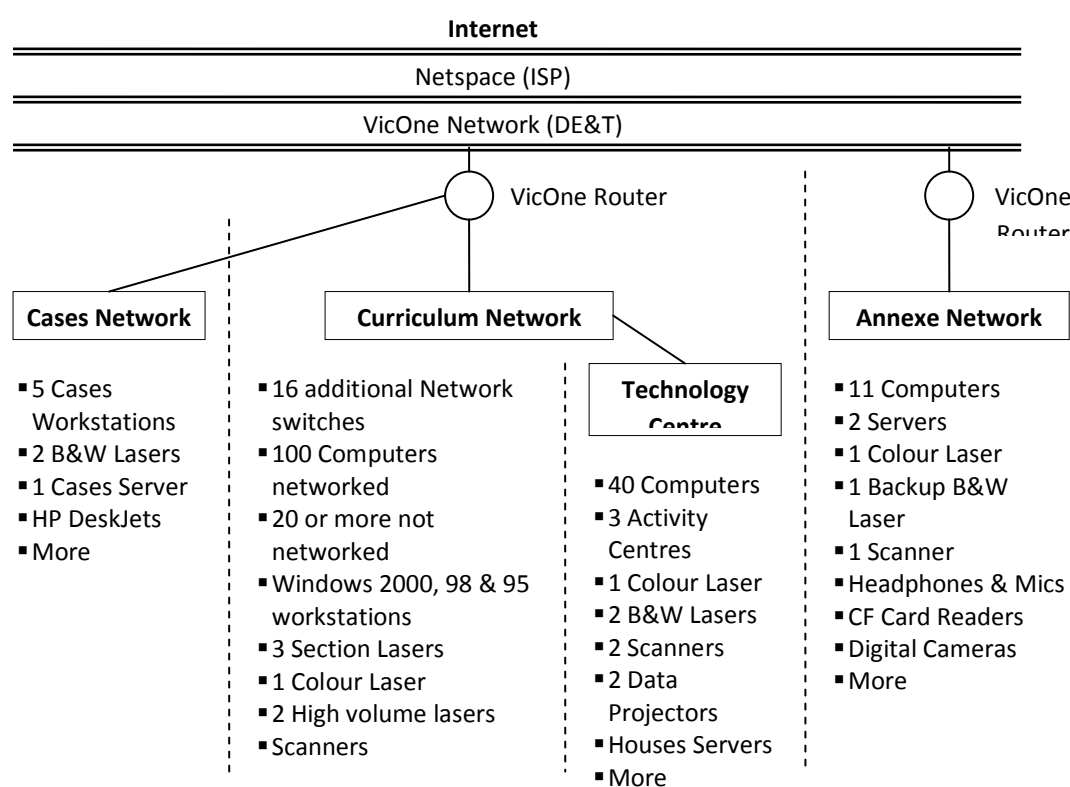 Internet
Netspace (ISP)
VicOne Network (DE&T)
VicOne Router
VicOne
Router
Cases Network
▪ 5 Cases
Workstations
▪ 2 B&W Lasers
▪ 1 Cases Server
▪ HP DeskJets
▪ More
Curriculum Network
▪ 16 additional Network
switches
▪ 100 Computers
networked
▪ 20 or more not
networked
▪ Windows 2000, 98 & 95
workstations
▪ 3 Section Lasers
▪ 1 Colour Laser
▪ 2 High volume lasers
▪ Scanners
Technology
Centre
▪ 40 Computers
▪ 3 Activity
Centres
▪ 1 Colour Laser
▪ 2 B&W Lasers
▪ 2 Scanners
▪ 2 Data
Projectors
▪ Houses Servers
▪ More
Annexe Network
▪ 11 Computers
▪ 2 Servers
▪ 1 Colour Laser
▪ 1 Backup B&W
Laser
▪ 1 Scanner
▪ Headphones & Mics
▪ CF Card Readers
▪ Digital Cameras
▪ More